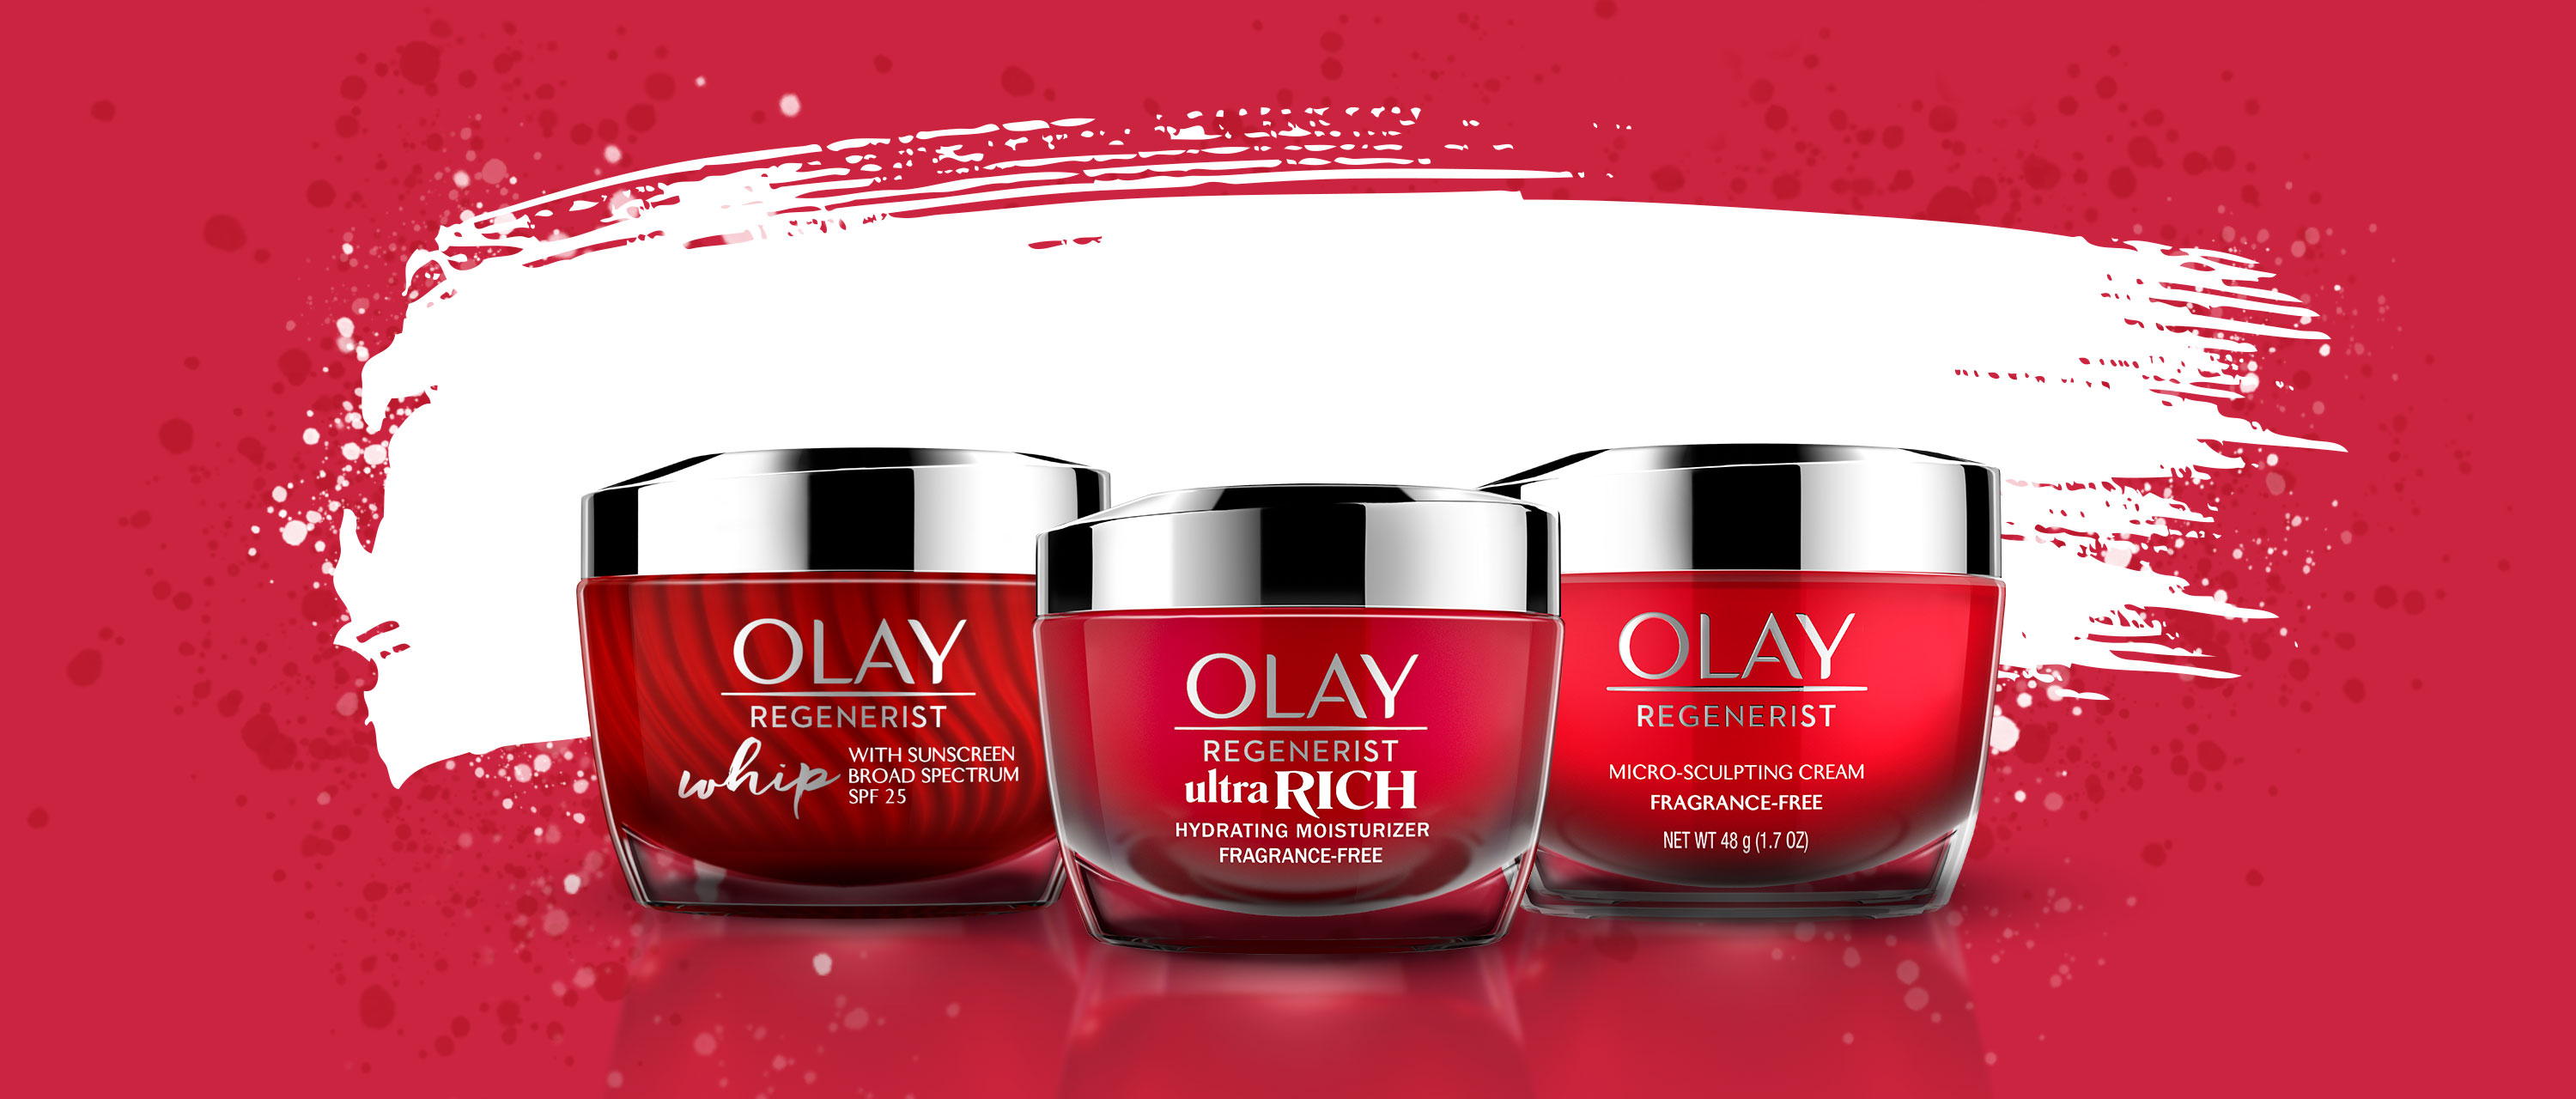 OLAY
REGENERIST
whip
WITH SUNSCREEN
BROAD SPECTRUM
SPF 25
OLAY
REGENERIST
ultra RICH
HYDRATING MOISTURIZER
FRAGRANCE-FREE
OLAY
REGENERIST
MICRO-SCULPTING CREAM
FRAGRANCE-FREE
NET WT 48 g (1.7 OZ)